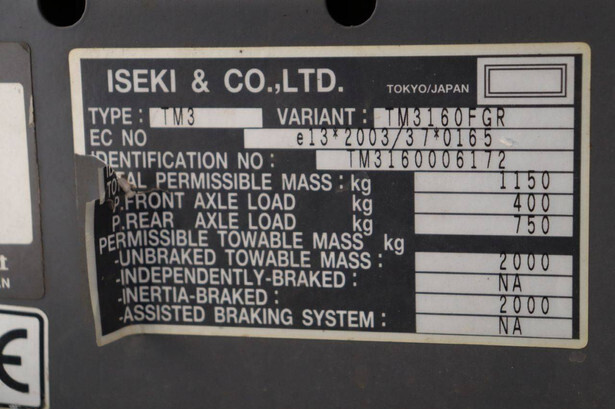 ISEKI & CO.,LTD.
TOKYO/JAPAN
TYPE : TM3 VARIANT : TM3160FGR
EC NO e13*2003/37*0165
IDENTIFICATION NO : TM3160006172
TOTAL PERMISSIBLE MASS : kg 1150
P.FRONT AXLE LOAD kg 400
P.REAR AXLE LOAD kg 750
PERMISSIBLE TOWABLE MASS kg
-UNBRAKED TOWABLE MASS : 2000
-INDEPENDENTLY-BRAKED : NA
-INERTIA-BRAKED : 2000
-ASSISTED BRAKING SYSTEM : NA
CE